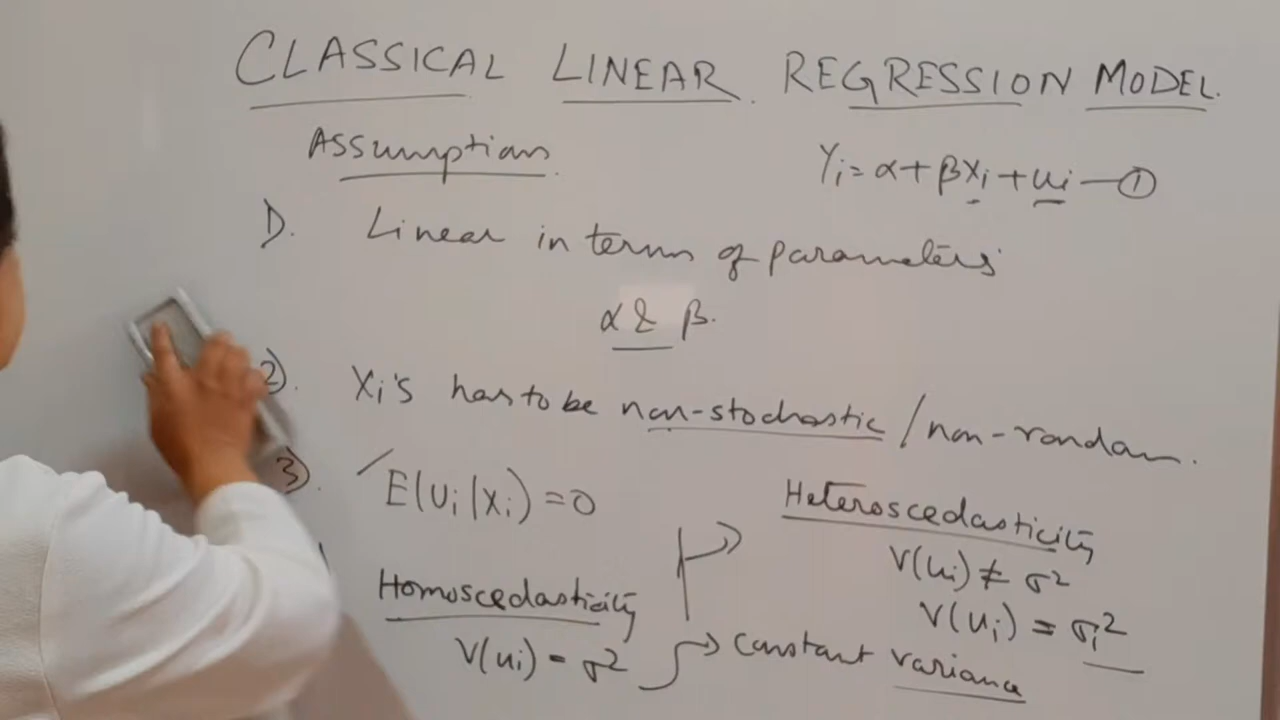 CLASSICAL LINEAR REGRESSION MODEL.
Assumptions.
Yi = α + βXi + ui — ①
1). Linear in terms of parameters
α & β.
2). Xi's has to be non-stochastic / non-random.
3). E(Ui|Xi) = 0
Homoscedasticity
V(ui) = σ²
→ Constant variance
Heteroscedasticity
V(ui) ≠ σ²
V(ui) = σi²